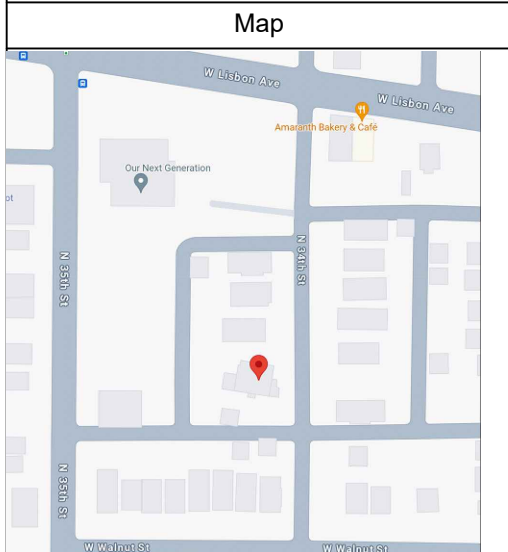 Map
W Lisbon Ave
W Lisbon Ave
Amaranth Bakery & Café
Our Next Generation
ot
N 35th St
N 34th St
N 35th St
W Walnut St
W Walnut St